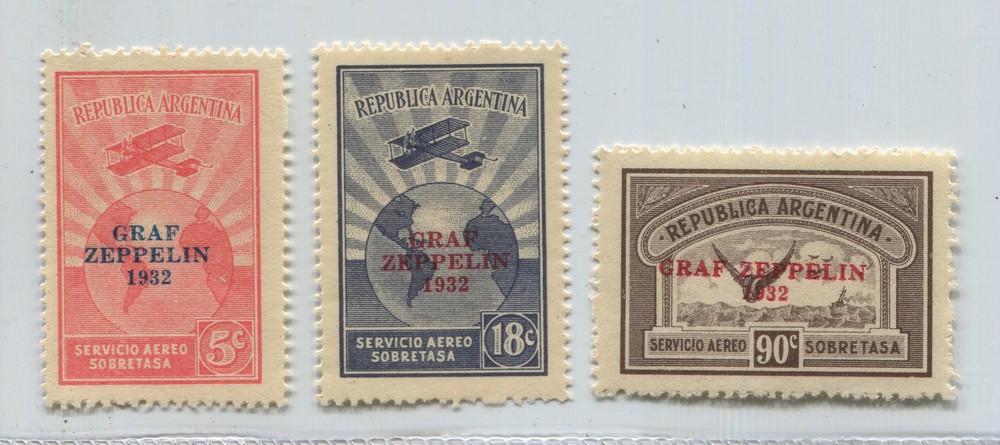 REPUBLICA ARGENTINA
GRAF
ZEPPELIN
1932
SERVICIO AEREO
SOBRETASA
5c
REPUBLICA ARGENTINA
GRAF
ZEPPELIN
1932
SERVICIO AEREO
SOBRETASA
18c
· REPUBLICA ARGENTINA ·
GRAF ZEPPELIN
1932
SERVICIO AEREO 90c SOBRETASA